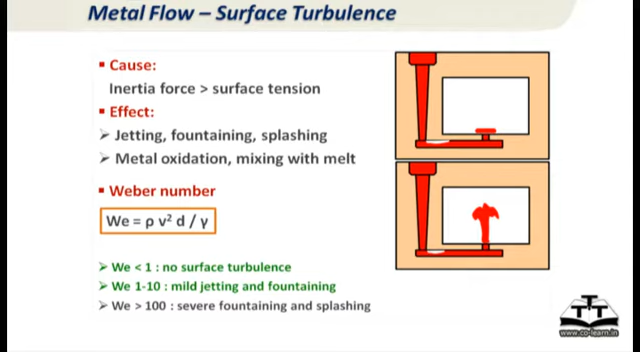 Metal Flow – Surface Turbulence
▪ Cause:
Inertia force > surface tension
▪ Effect:
➢ Jetting, fountaining, splashing
➢ Metal oxidation, mixing with melt
▪ Weber number
We = ρ v² d / γ
➢ We < 1 : no surface turbulence
➢ We 1-10 : mild jetting and fountaining
➢ We > 100 : severe fountaining and splashing
TTT
www.co-learn.in